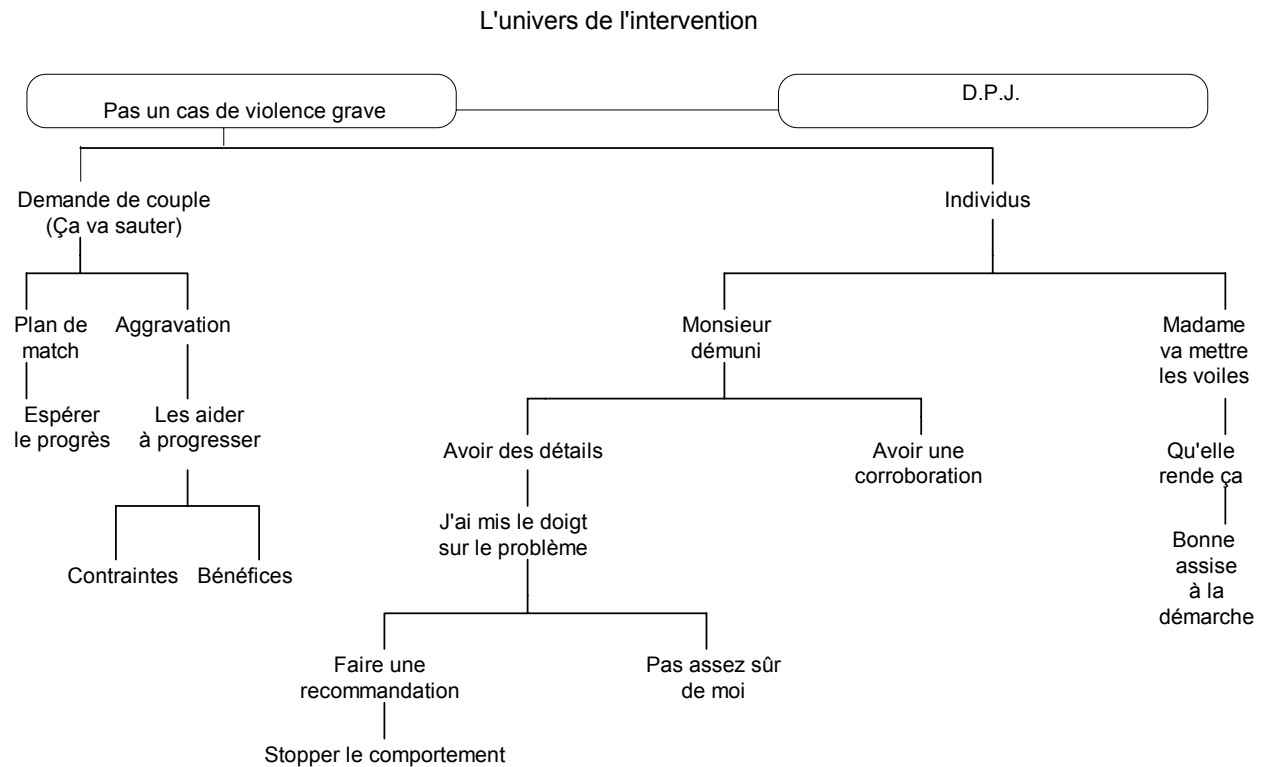 L'univers de l'intervention
Pas un cas de violence grave
D.P.J.
Demande de couple
(Ça va sauter)
Individus
Plan de
match
Aggravation
Monsieur
démuni
Madame
va mettre
les voiles
Espérer
le progrès
Les aider
à progresser
Avoir des détails
Avoir une
corroboration
Qu'elle
rende ça
J'ai mis le doigt
sur le problème
Bonne
assise
à la
démarche
Contraintes
Bénéfices
Faire une
recommandation
Pas assez sûr
de moi
Stopper le comportement